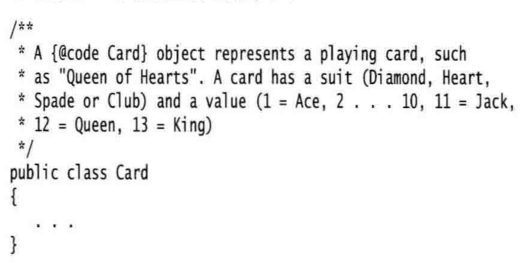 /**
 * A {@code Card} object represents a playing card, such
 * as "Queen of Hearts". A card has a suit (Diamond, Heart,
 * Spade or Club) and a value (1 = Ace, 2 . . . 10, 11 = Jack,
 * 12 = Queen, 13 = King)
 */
public class Card
{
   . . .
}